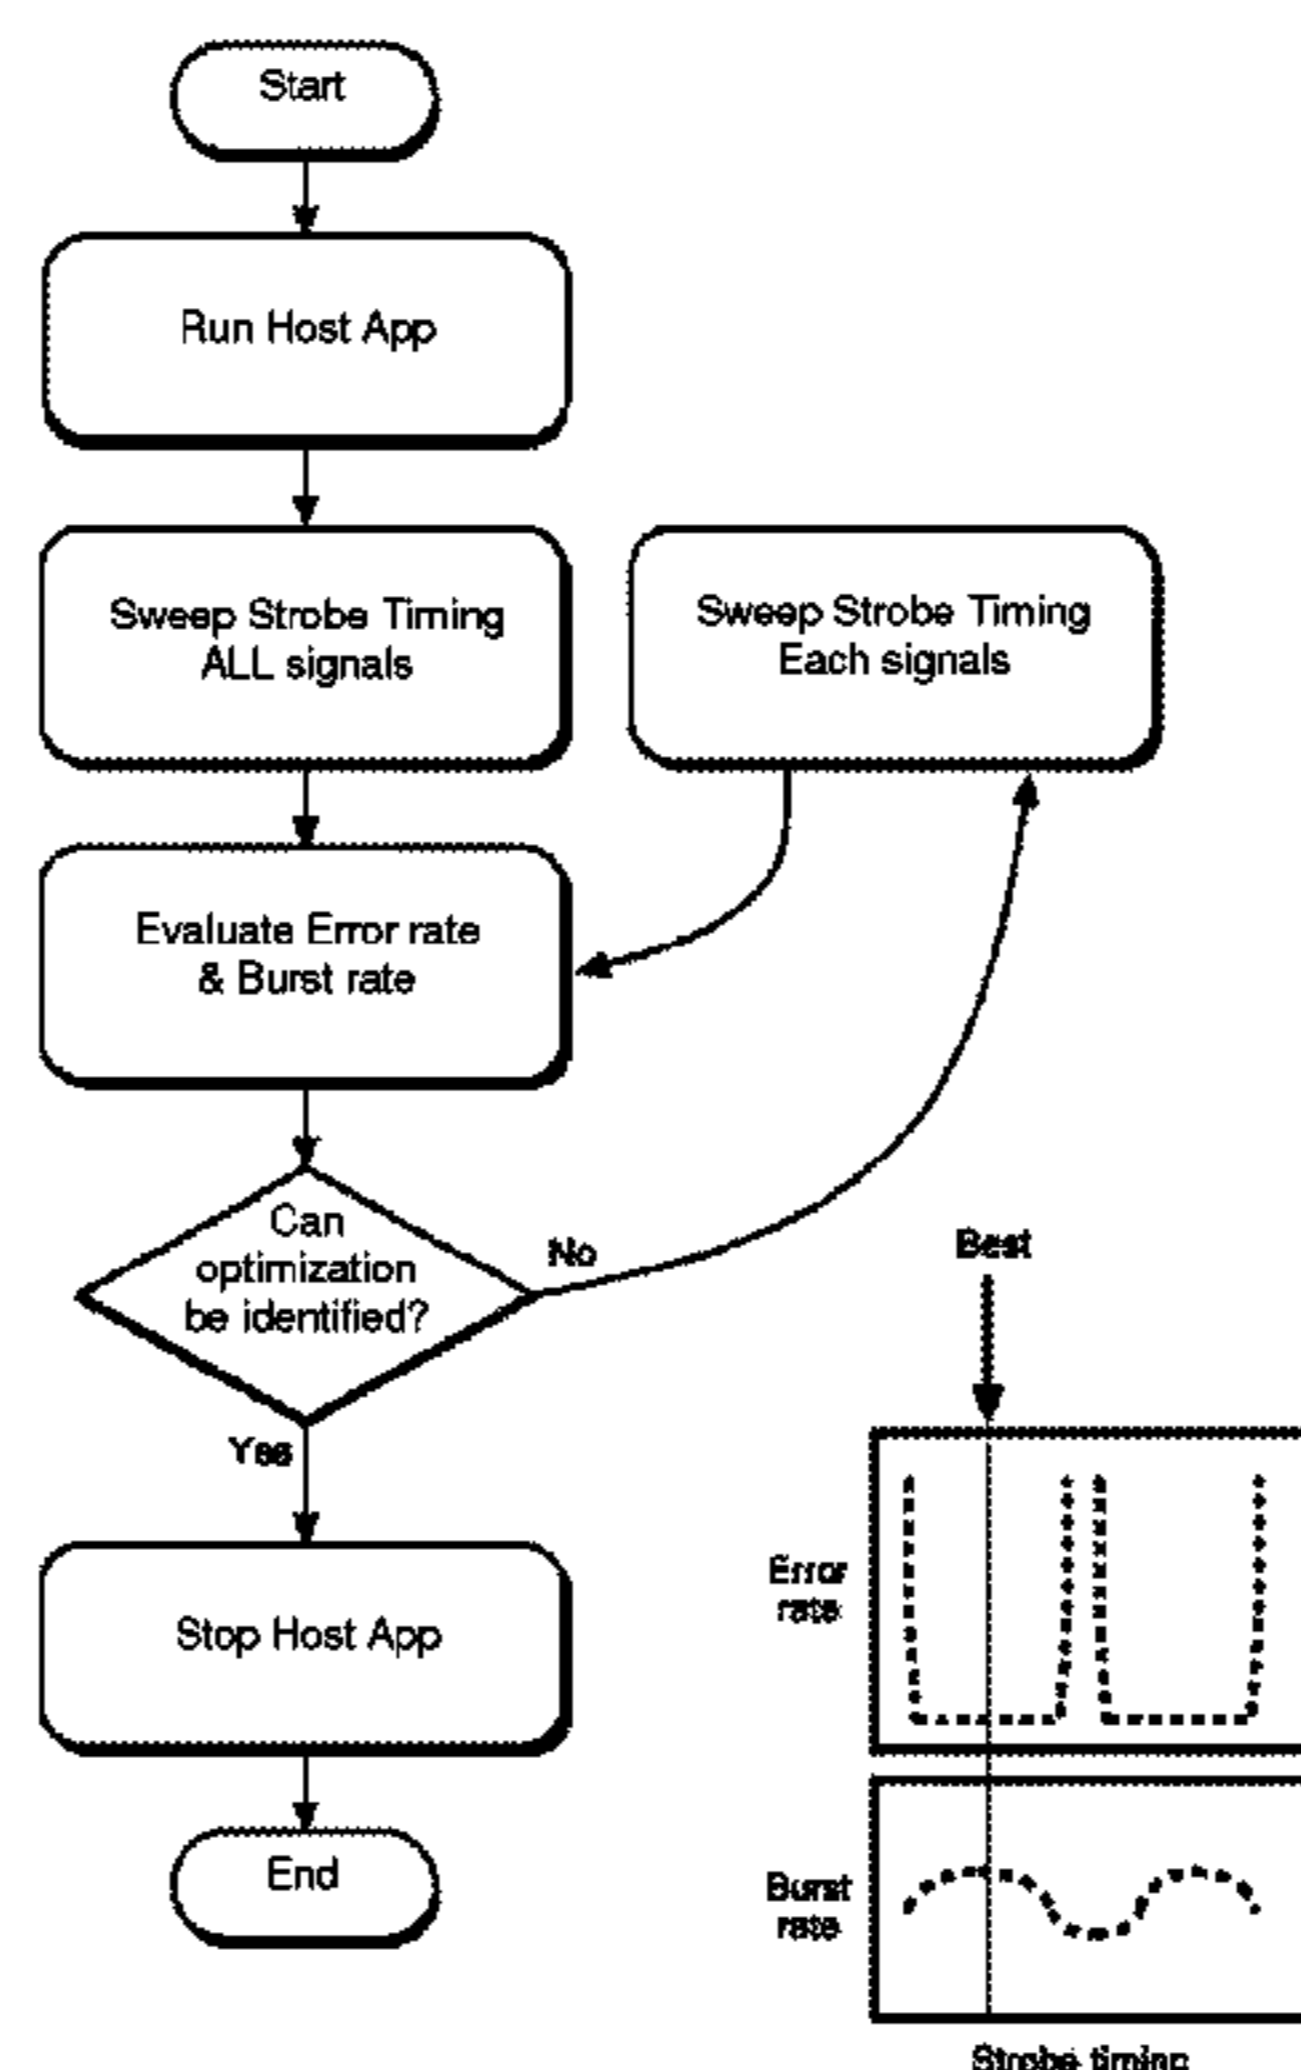 Start
Run Host App
Sweep Strobe Timing
ALL signals
Sweep Strobe Timing
Each signals
Evaluate Error rate
& Burst rate
Can
optimization
be identified?
No
Yes
Stop Host App
End
Best
Error
rate
Burst
rate
Strobe timing